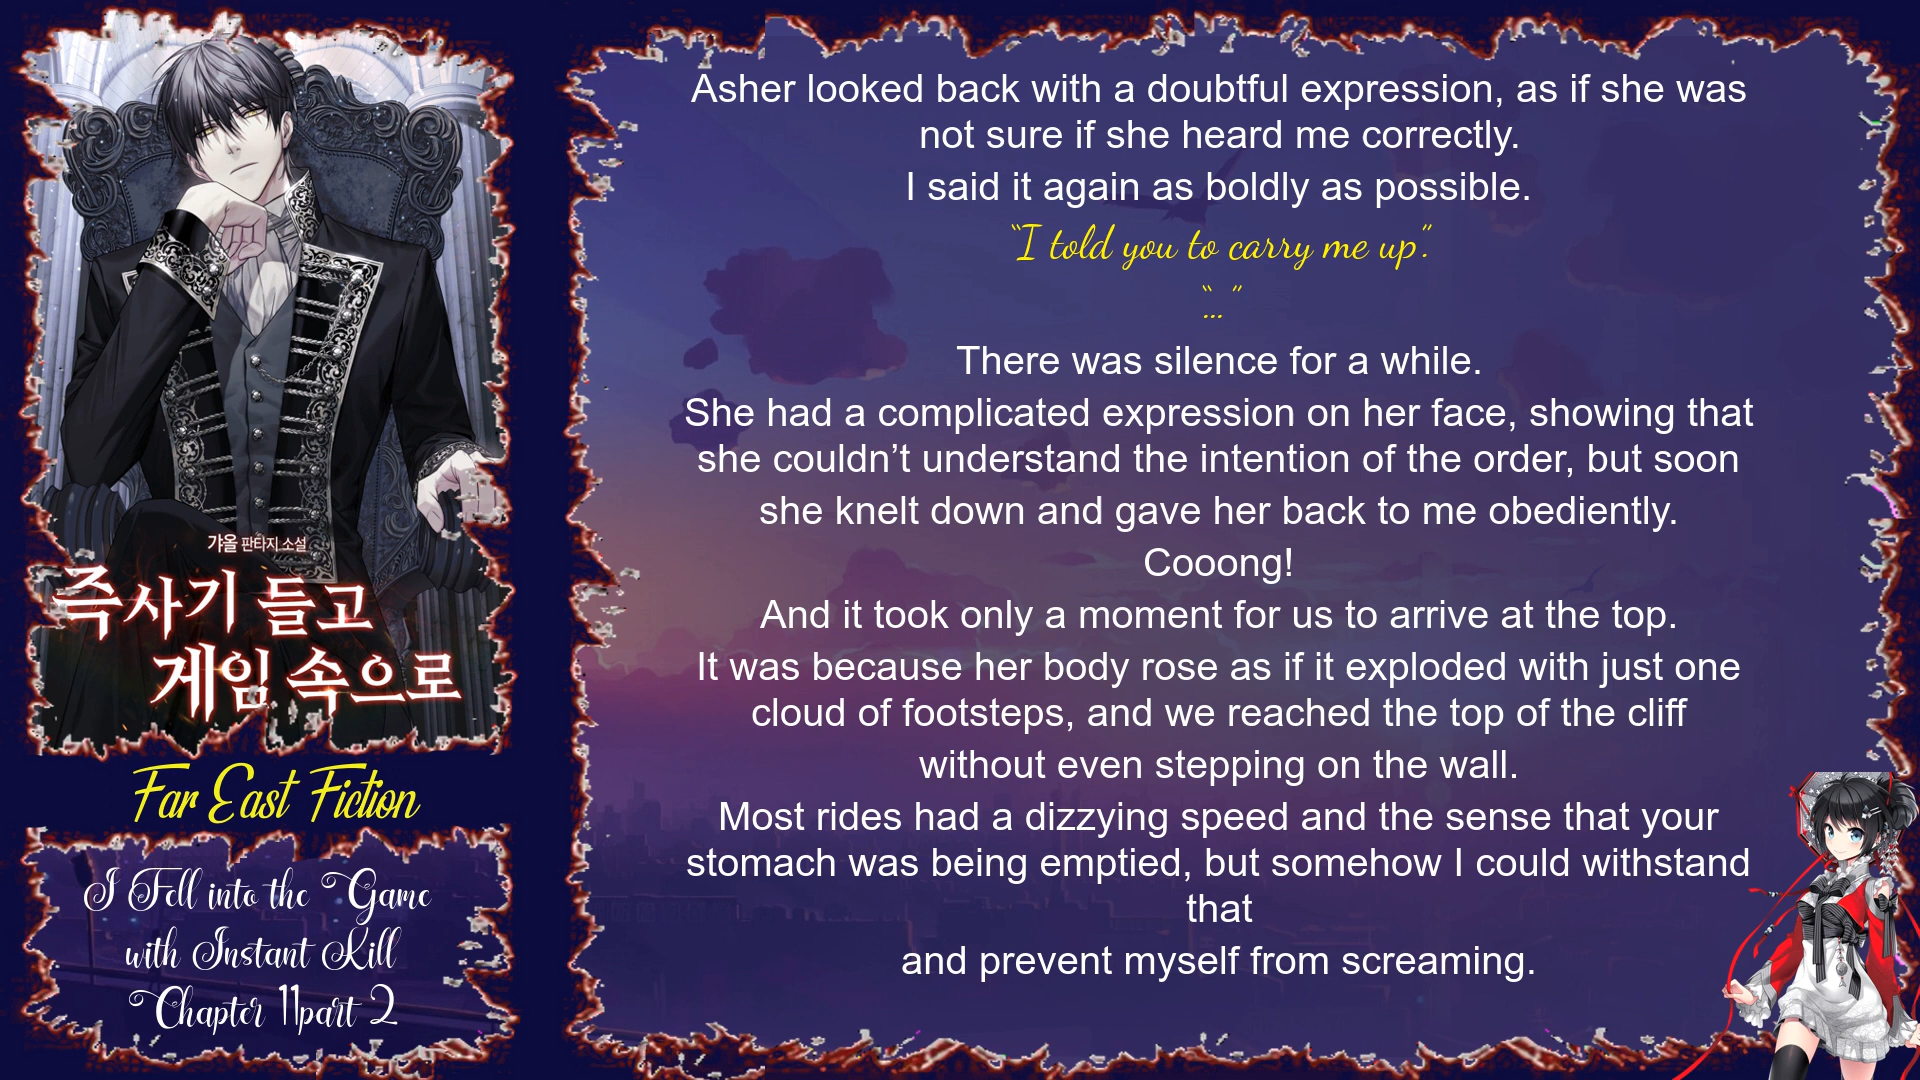 갸올 판타지 소설
즉사기 들고
게임 속으로
Far East Fiction
I Fell into the Game
with Instant Kill
Chapter 11part 2
Asher looked back with a doubtful expression, as if she was
not sure if she heard me correctly.
I said it again as boldly as possible.
“I told you to carry me up”.
“...”
There was silence for a while.
She had a complicated expression on her face, showing that
she couldn’t understand the intention of the order, but soon
she knelt down and gave her back to me obediently.
Cooong!
And it took only a moment for us to arrive at the top.
It was because her body rose as if it exploded with just one
cloud of footsteps, and we reached the top of the cliff
without even stepping on the wall.
Most rides had a dizzying speed and the sense that your
stomach was being emptied, but somehow I could withstand
that
and prevent myself from screaming.